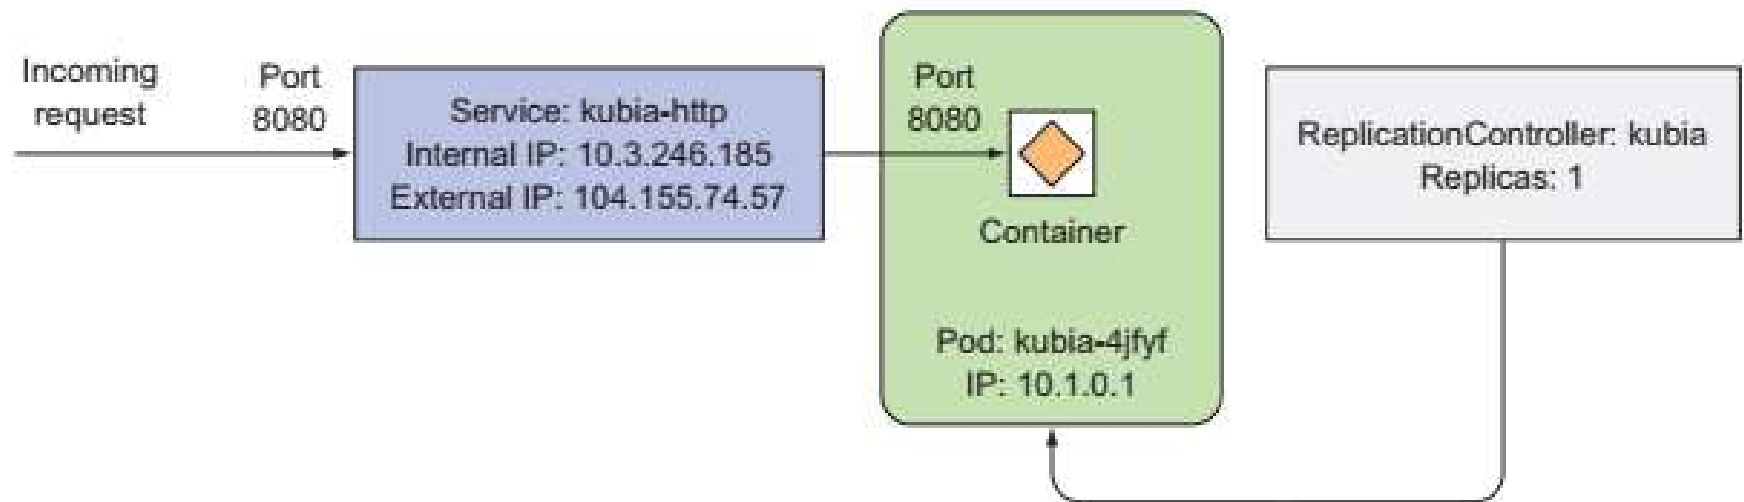 Incoming
request
Port
8080
Service: kubia-http
Internal IP: 10.3.246.185
External IP: 104.155.74.57
Port
8080
Container
Pod: kubia-4jfyf
IP: 10.1.0.1
ReplicationController: kubia
Replicas: 1